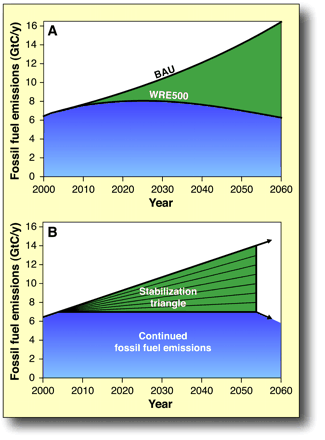 A
Fossil fuel emissions (GtC/y)
16
14
12
10
8
6
4
2
0
BAU
WRE500
2000 2010 2020 2030 2040 2050 2060
Year
B
Fossil fuel emissions (GtC/y)
16
14
12
10
8
6
4
2
0
Stabilization
triangle
Continued
fossil fuel emissions
2000 2010 2020 2030 2040 2050 2060
Year